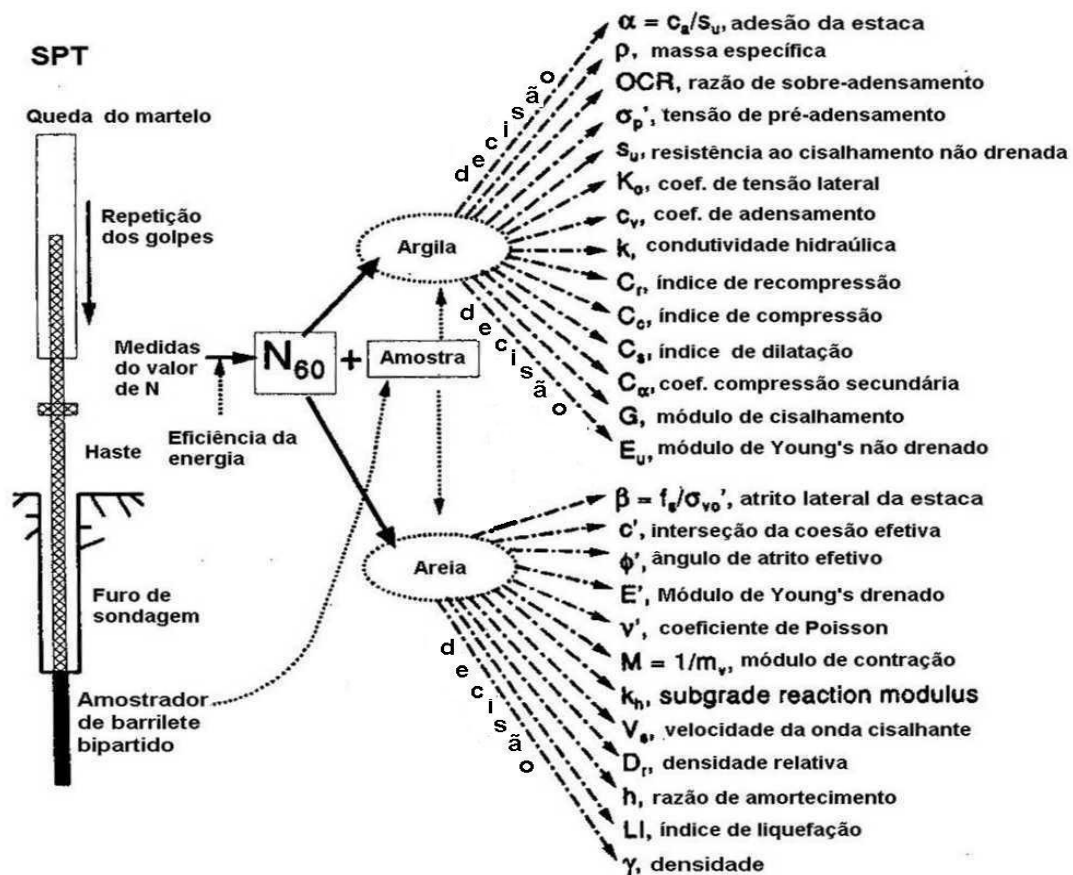 SPT
Queda do martelo
Repetição
dos golpes
Medidas
do valor
de N
Eficiência da
energia
Haste
Furo de
sondagem
Amostrador
de barrilete
bipartido
N60
+
Amostra
Argila
Areia
decisão
decisão
decisão
α = ca/su, adesão da estaca
ρ, massa específica
OCR, razão de sobre-adensamento
σp', tensão de pré-adensamento
su, resistência ao cisalhamento não drenada
Ko, coef. de tensão lateral
cv, coef. de adensamento
k, condutividade hidraúlica
Cr, índice de recompressão
Cc, índice de compressão
Cs, índice de dilatação
Cα, coef. compressão secundária
G, módulo de cisalhamento
Eu, módulo de Young's não drenado
β = fs/σvo', atrito lateral da estaca
c', interseção da coesão efetiva
ϕ', ângulo de atrito efetivo
E', Módulo de Young's drenado
ν', coeficiente de Poisson
M = 1/mv, módulo de contração
kh, subgrade reaction modulus
Vs, velocidade da onda cisalhante
Dr, densidade relativa
h, razão de amortecimento
LI, índice de liquefação
γ, densidade